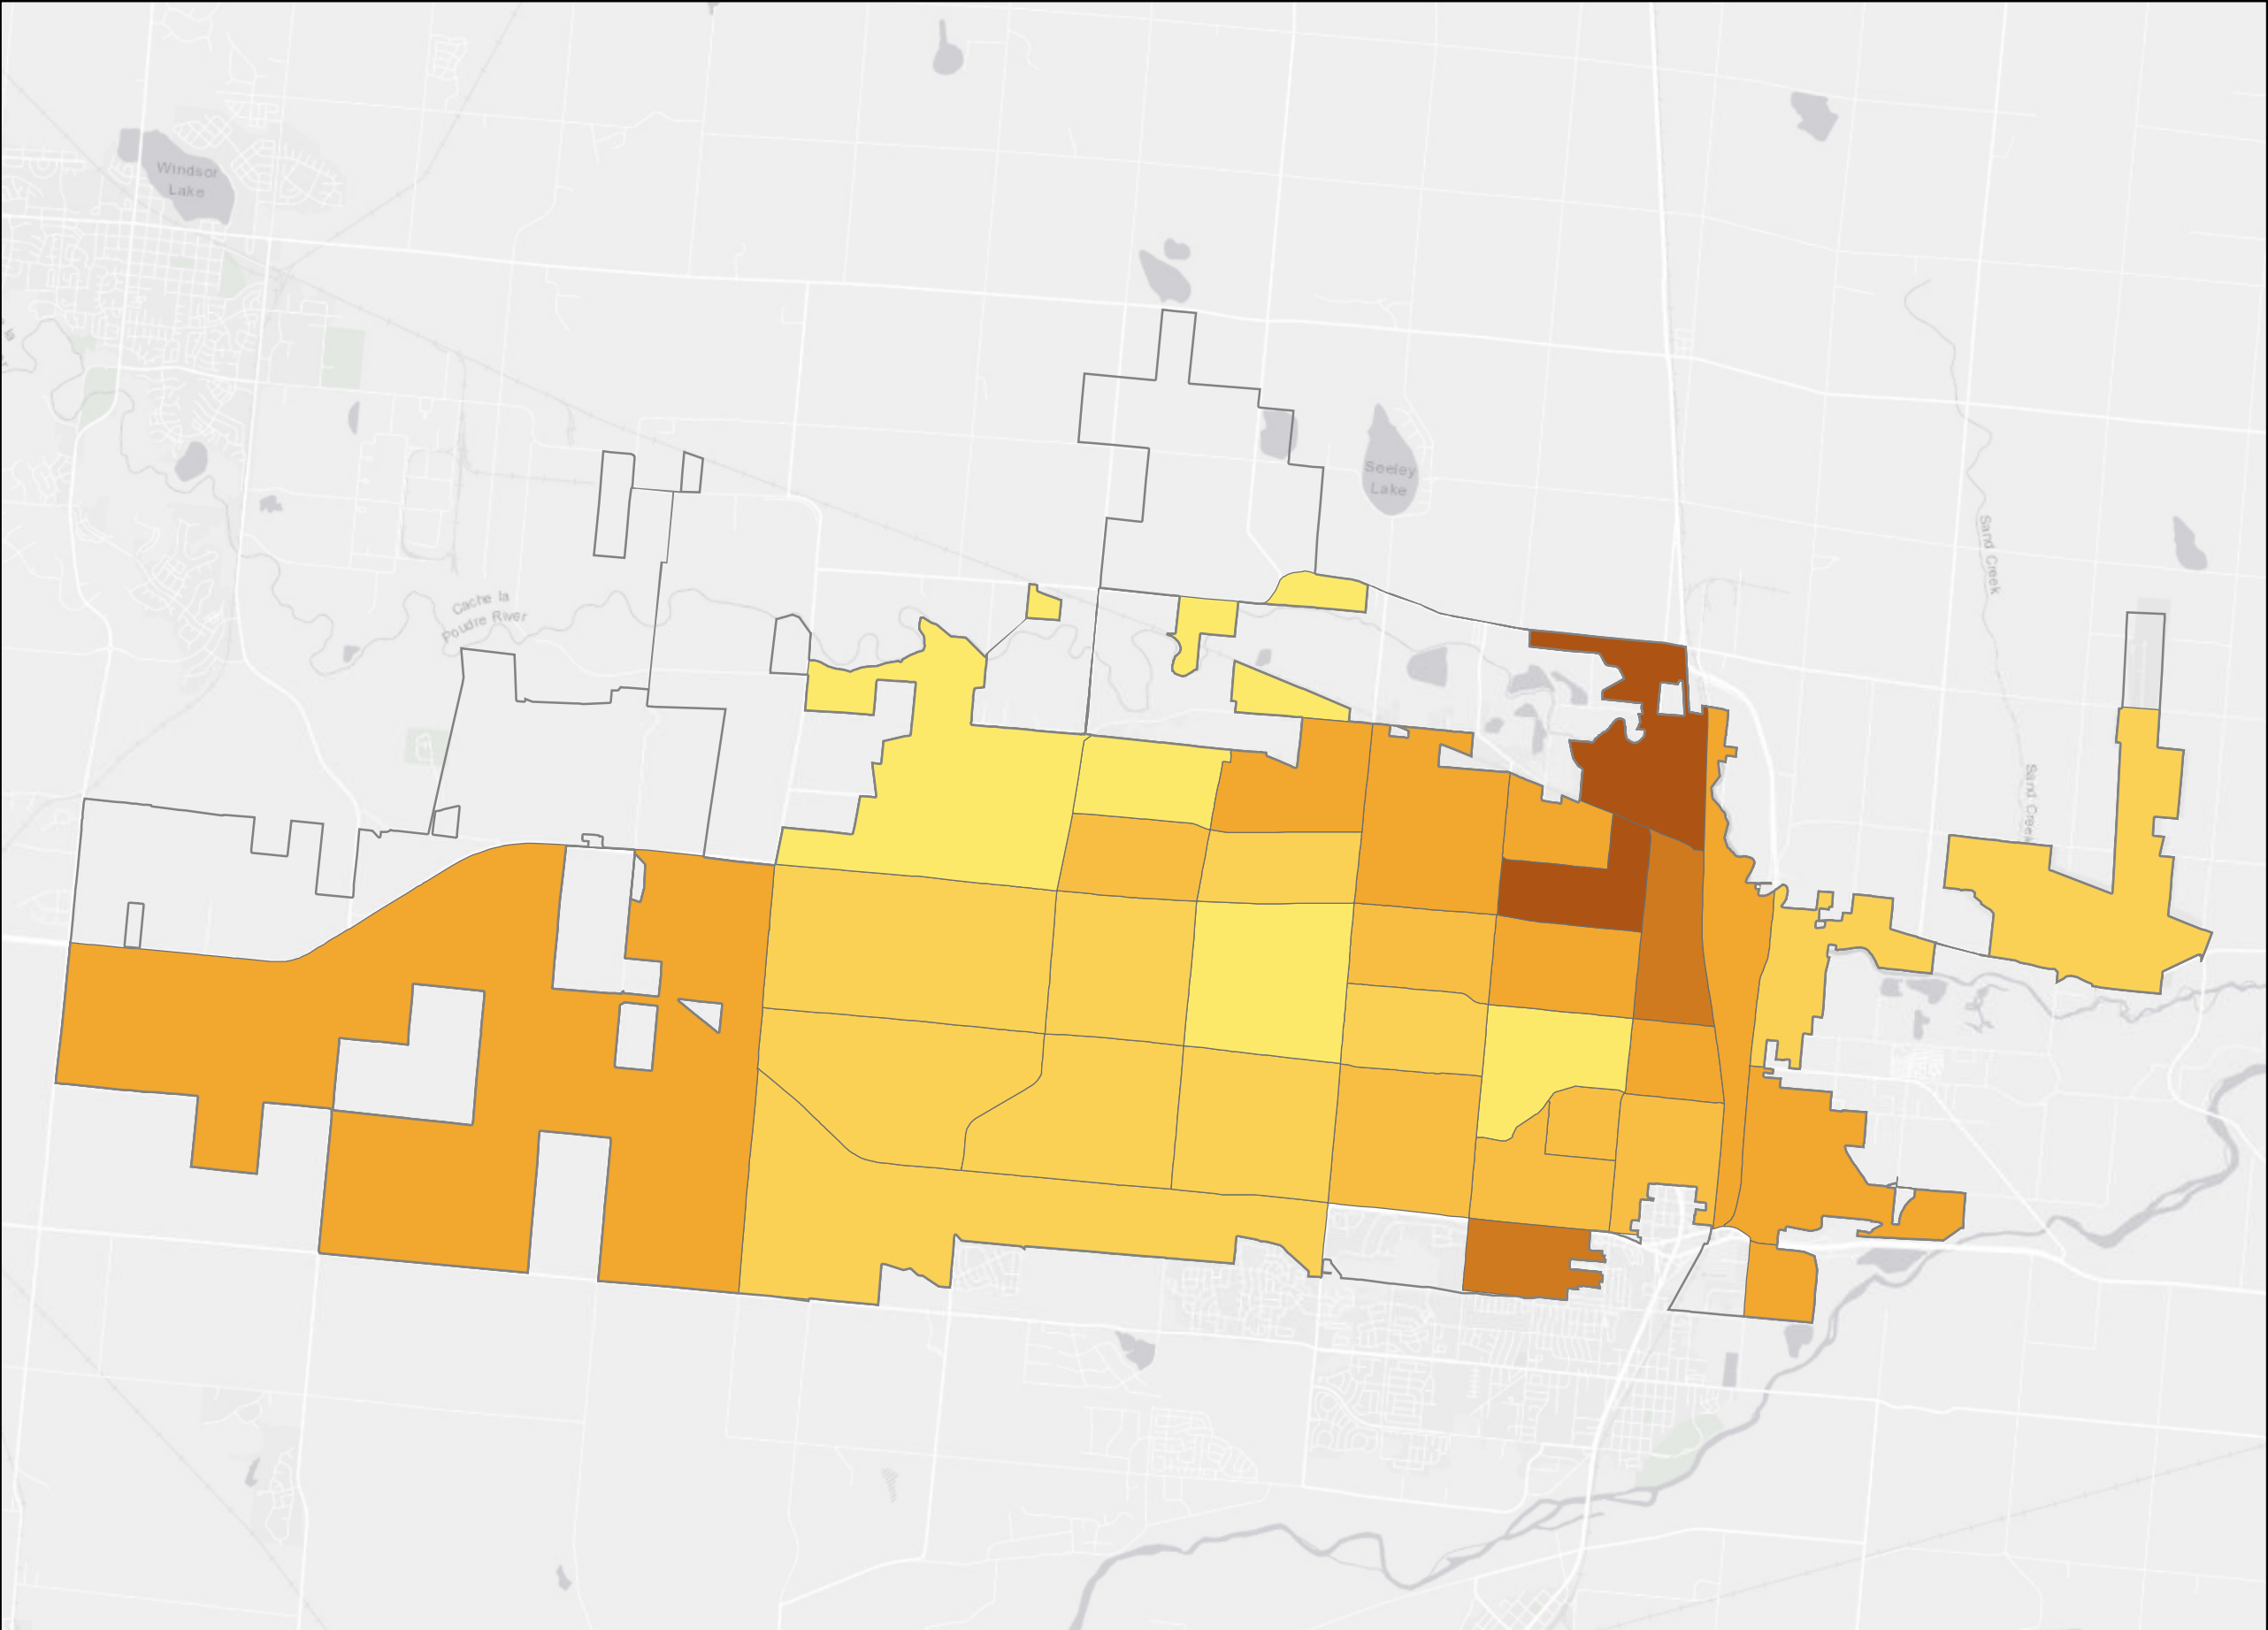 Windsor
Lake
Seeley
Lake
Sand Creek
Cache la
Poudre River
Sand Creek